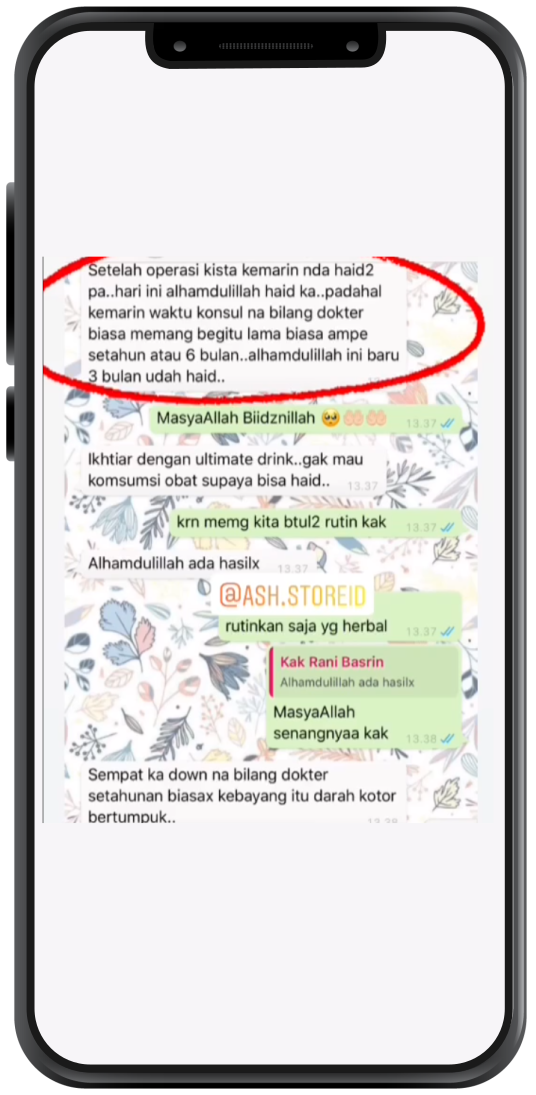 Setelah operasi kista kemarin nda haid2
pa..hari ini alhamdulillah haid ka..padahal
kemarin waktu konsul na bilang dokter
biasa memang begitu lama biasa ampe
setahun atau 6 bulan..alhamdulillah ini baru
3 bulan udah haid..
MasyaAllah Biidznillah 🥺🤲🏻🤲🏻
13.37
Ikhtiar dengan ultimate drink..gak mau
komsumsi obat supaya bisa haid..
13.37
krn memg kita btul2 rutin kak
13.37
Alhamdulillah ada hasilx
13.37
@ASH.STOREID
rutinkan saja yg herbal
13.37
Kak Rani Basrin
Alhamdulillah ada hasilx
MasyaAllah
senangnyaa kak
13.38
Sempat ka down na bilang dokter
setahunan biasax kebayang itu darah kotor
bertumpuk..
13.38